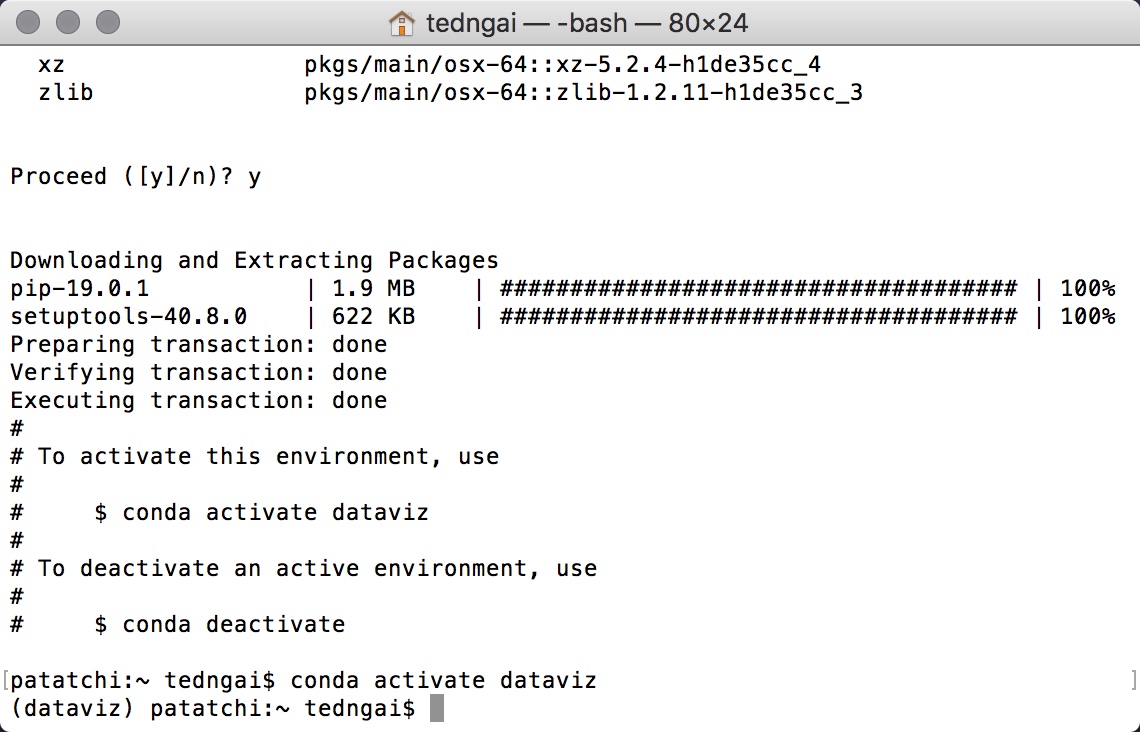 tedngai — -bash — 80×24
xz                 pkgs/main/osx-64::xz-5.2.4-h1de35cc_4
zlib               pkgs/main/osx-64::zlib-1.2.11-h1de35cc_3
Proceed ([y]/n)? y
Downloading and Extracting Packages
pip-19.0.1           | 1.9 MB    | ##################################### | 100%
setuptools-40.8.0    | 622 KB    | ##################################### | 100%
Preparing transaction: done
Verifying transaction: done
Executing transaction: done
#
# To activate this environment, use
#
#     $ conda activate dataviz
#
# To deactivate an active environment, use
#
#     $ conda deactivate
[patatchi:~ tedngai$ conda activate dataviz ]
(dataviz) patatchi:~ tedngai$